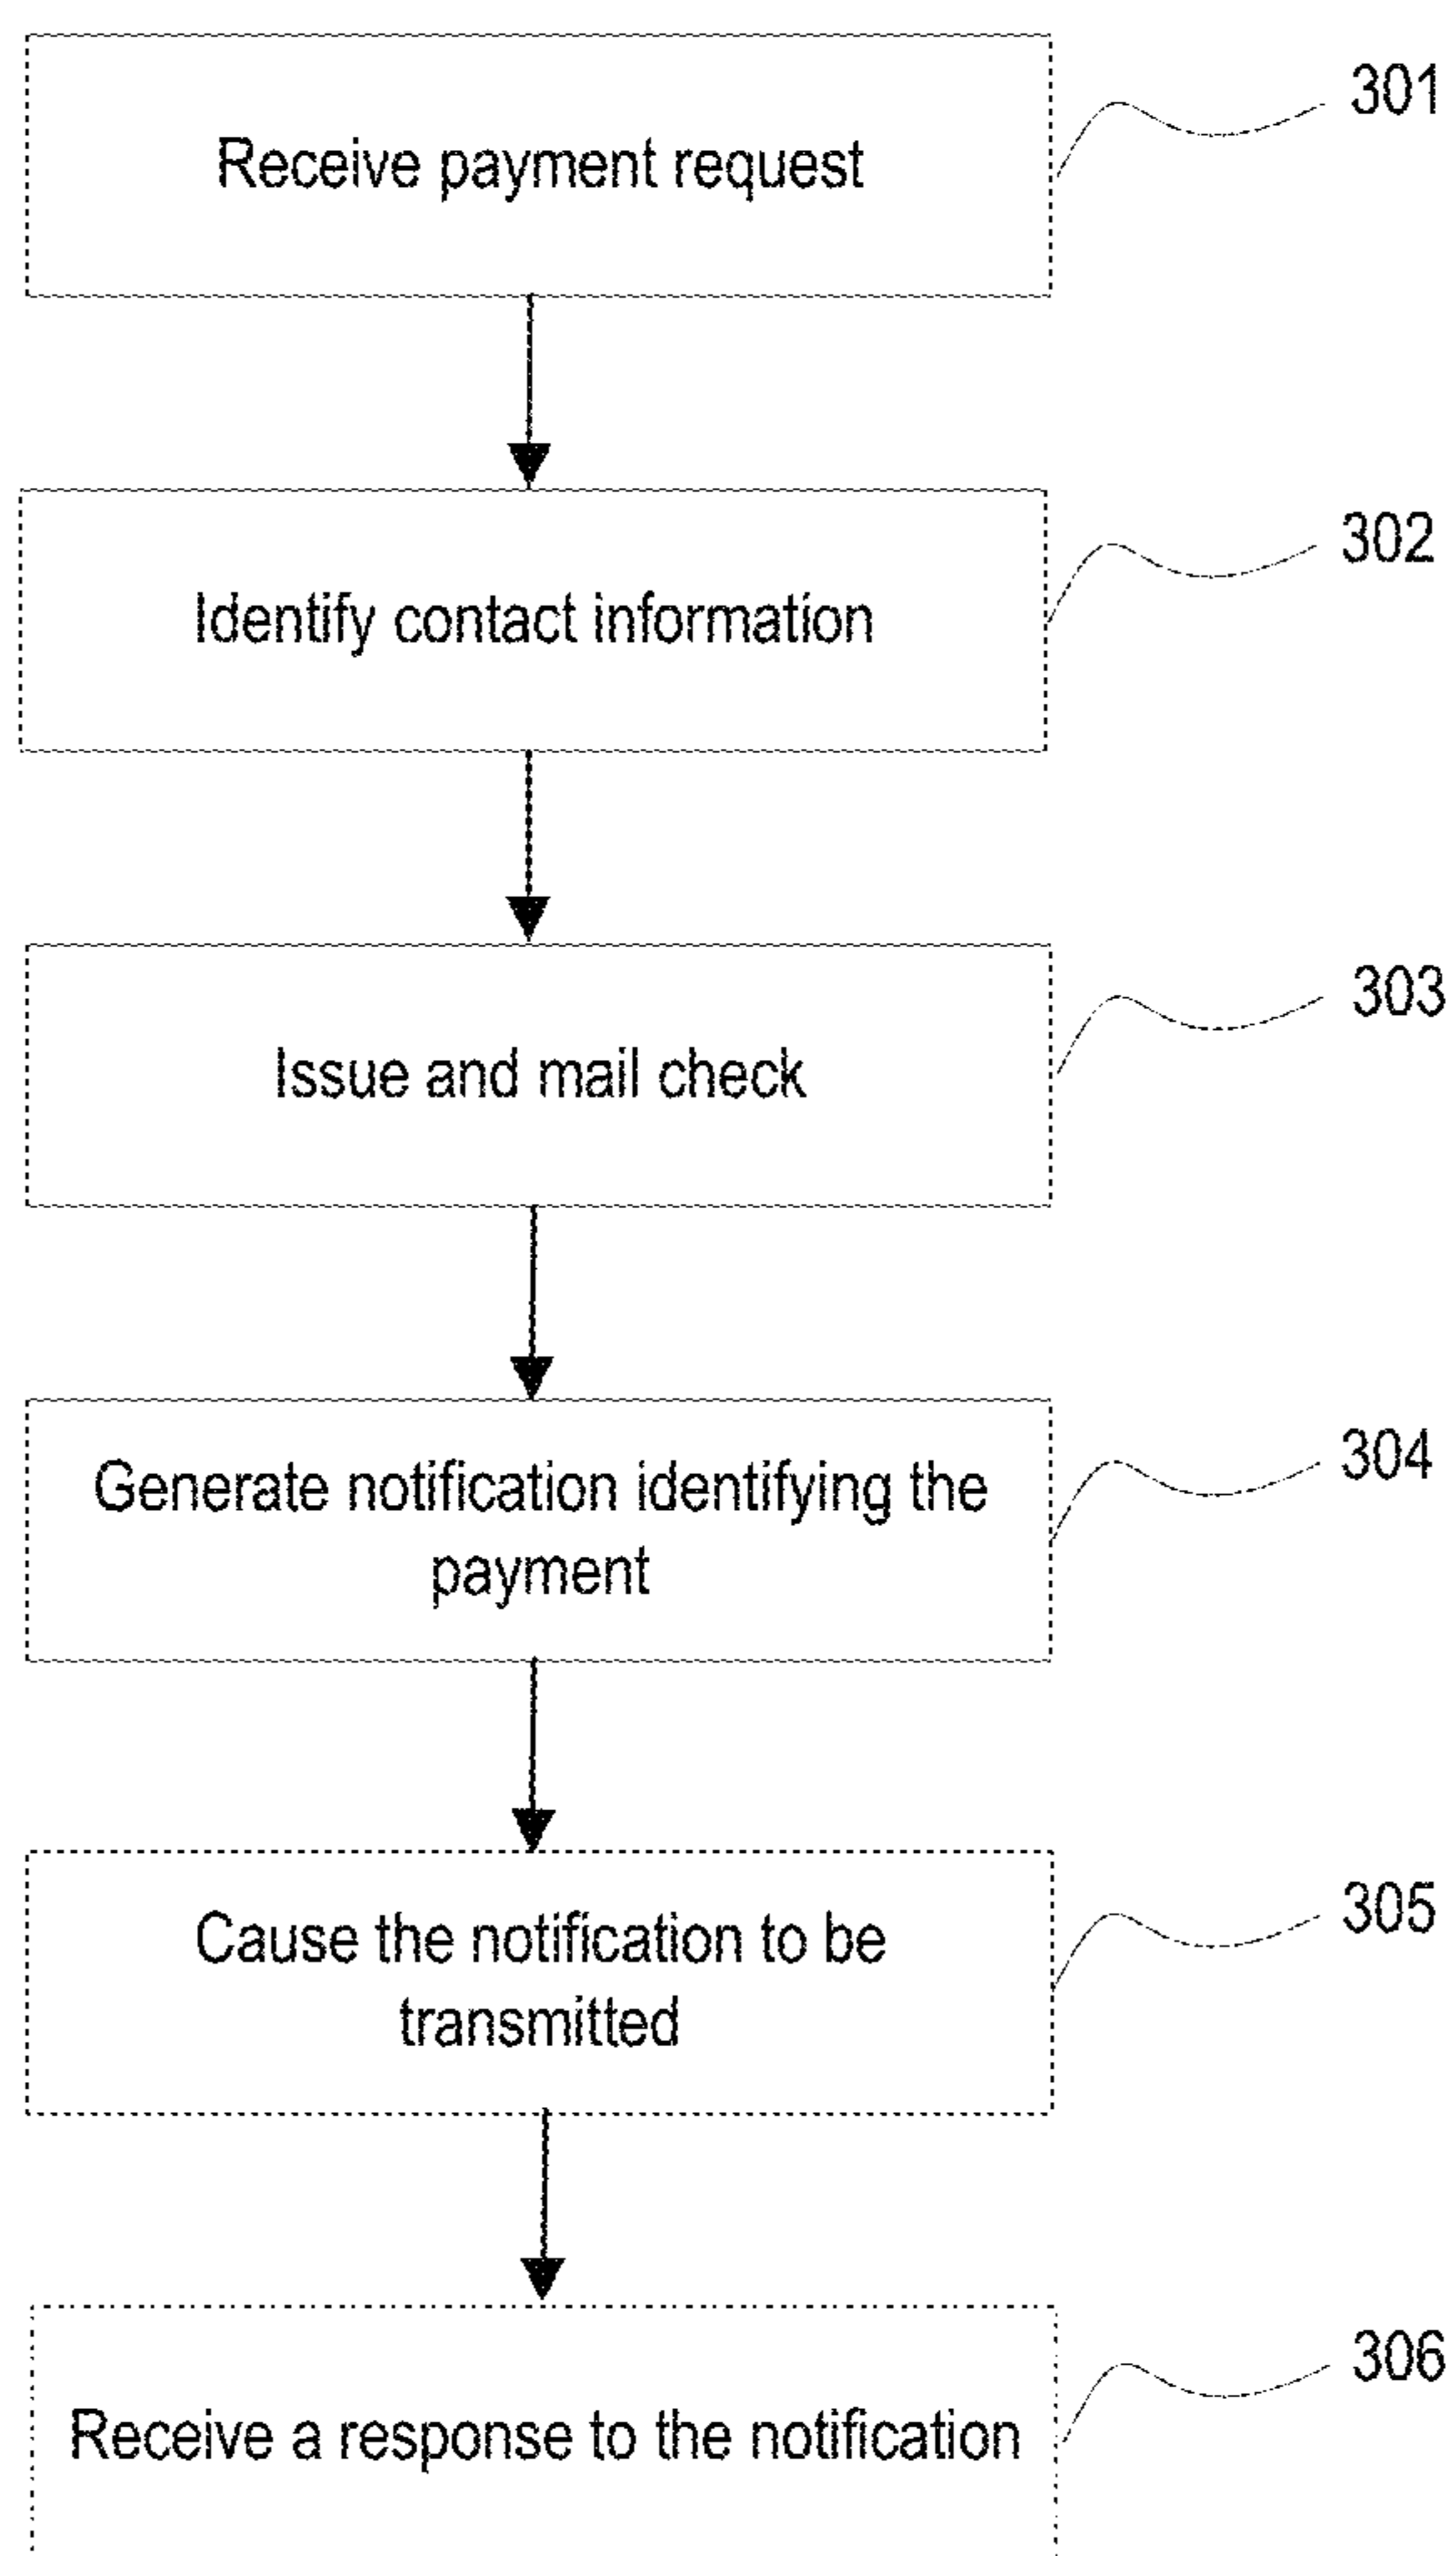 Receive payment request
301
Identify contact information
302
Issue and mail check
303
Generate notification identifying the
payment
304
Cause the notification to be
transmitted
305
Receive a response to the notification
306